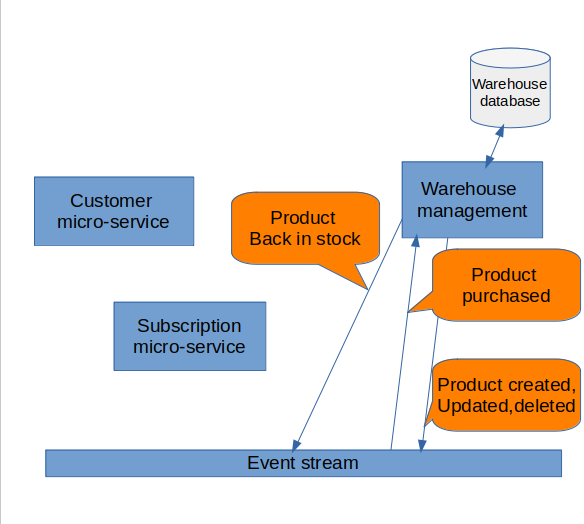 Warehouse
database
Customer
micro-service
Warehouse
management
Product
Back in stock
Product
purchased
Subscription
micro-service
Product created,
Updated,deleted
Event stream